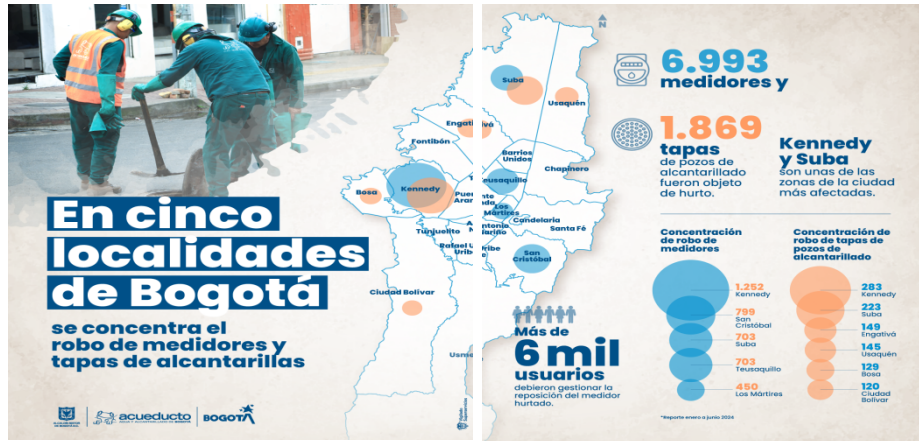 En cinco
localidades
de Bogotá
se concentra el
robo de medidores y
tapas de alcantarillas
acueducto
AGUA Y ALCANTARILLADO DE BOGOTÁ
BOGOTÁ
Engativá
Fontibón
Bosa
Kennedy
Tunjuelito
Ciudad Bolívar
Suba
Usaquén
Barrios
Unidos
Chapinero
Teusaquillo
Los
Mártires
Candelaria
Santa Fé
San
Cristóbal
6.993
medidores y
1.869
tapas
de pozos de
alcantarillado
fueron objeto
de hurto.
Kennedy
y Suba
son unas de las
zonas de la ciudad
más afectadas.
Más de
6 mil
usuarios
debieron gestionar la
reposición del medidor
hurtado.
Concentración
de robo de
medidores
1.252
Kennedy
799
San
Cristóbal
703
Suba
703
Teusaquillo
450
Los Mártires
*Reporte enero a junio 2024
Concentración de
robo de tapas de
pozos de
alcantarillado
283
Kennedy
223
Suba
149
Engativá
145
Usaquén
129
Bosa
120
Ciudad
Bolívar